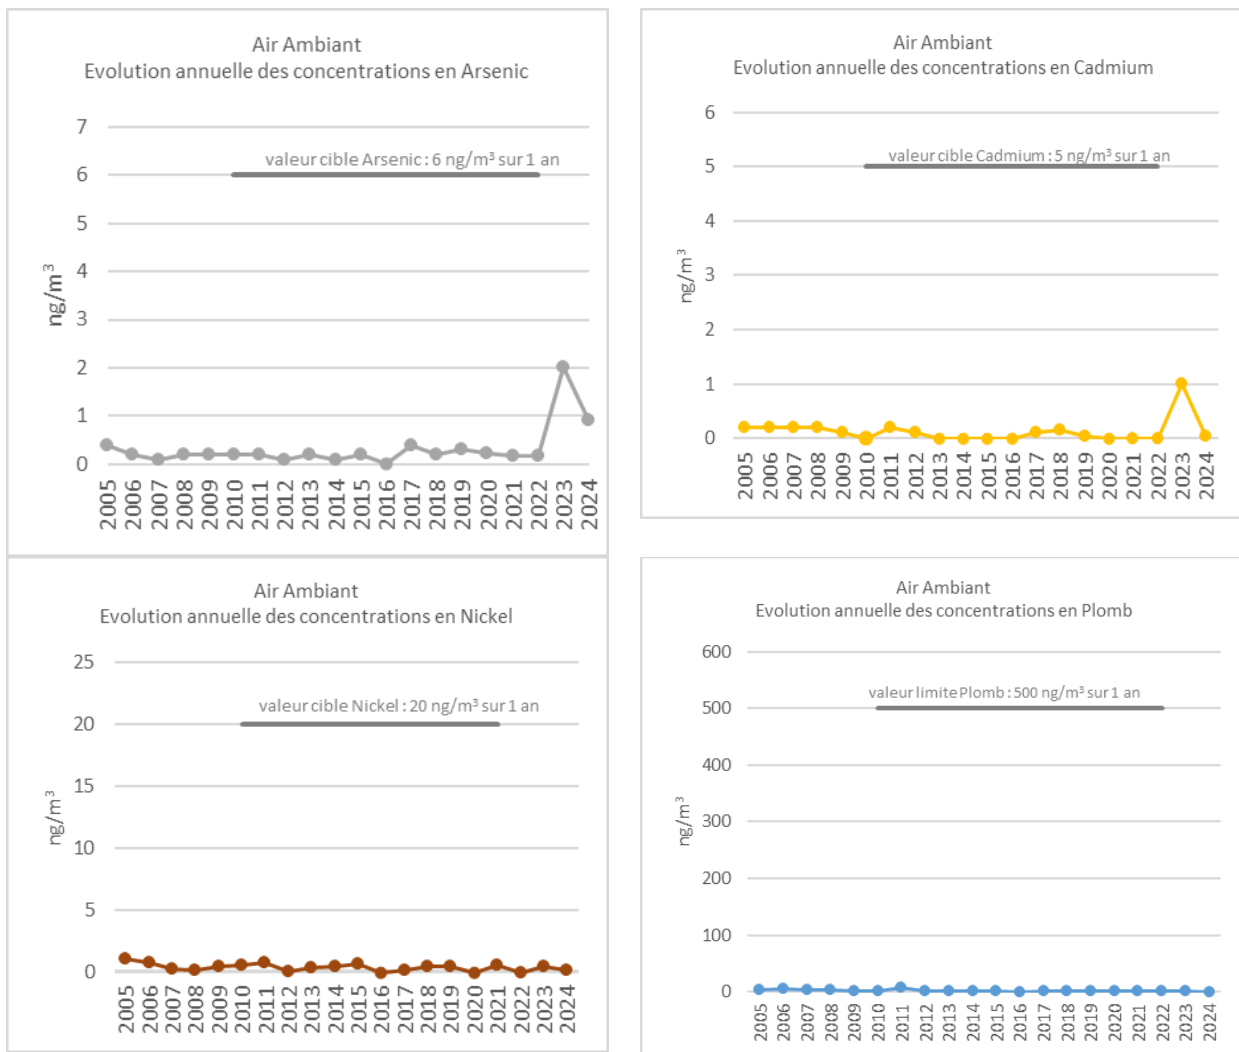 Air Ambiant
Evolution annuelle des concentrations en Arsenic
7
6
5
4
3
2
1
0
ng/m³
valeur cible Arsenic : 6 ng/m³ sur 1 an
2005 2006 2007 2008 2009 2010 2011 2012 2013 2014 2015 2016 2017 2018 2019 2020 2021 2022 2023 2024
Air Ambiant
Evolution annuelle des concentrations en Cadmium
6
5
4
3
2
1
0
ng/m³
valeur cible Cadmium : 5 ng/m³ sur 1 an
2005 2006 2007 2008 2009 2010 2011 2012 2013 2014 2015 2016 2017 2018 2019 2020 2021 2022 2023 2024
Air Ambiant
Evolution annuelle des concentrations en Nickel
25
20
15
10
5
0
ng/m³
valeur cible Nickel : 20 ng/m³ sur 1 an
2005 2006 2007 2008 2009 2010 2011 2012 2013 2014 2015 2016 2017 2018 2019 2020 2021 2022 2023 2024
Air Ambiant
Evolution annuelle des concentrations en Plomb
600
500
400
300
200
100
0
ng/m³
valeur limite Plomb : 500 ng/m³ sur 1 an
2005 2006 2007 2008 2009 2010 2011 2012 2013 2014 2015 2016 2017 2018 2019 2020 2021 2022 2023 2024